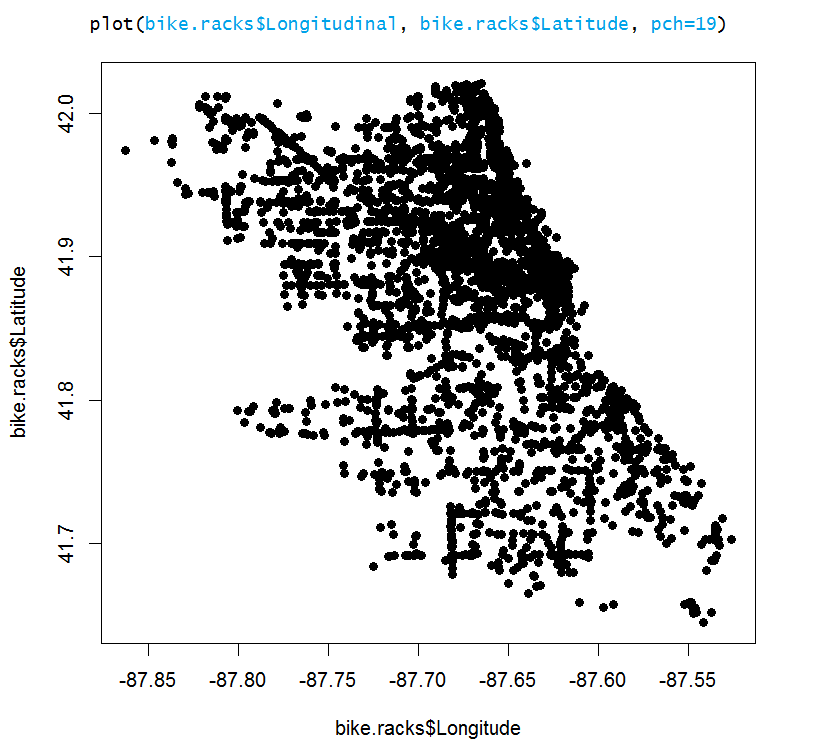 plot(bike.racks$Longitudinal, bike.racks$Latitude, pch=19)
42.0
41.9
41.8
41.7
bike.racks$Latitude
-87.85 -87.80 -87.75 -87.70 -87.65 -87.60 -87.55
bike.racks$Longitude